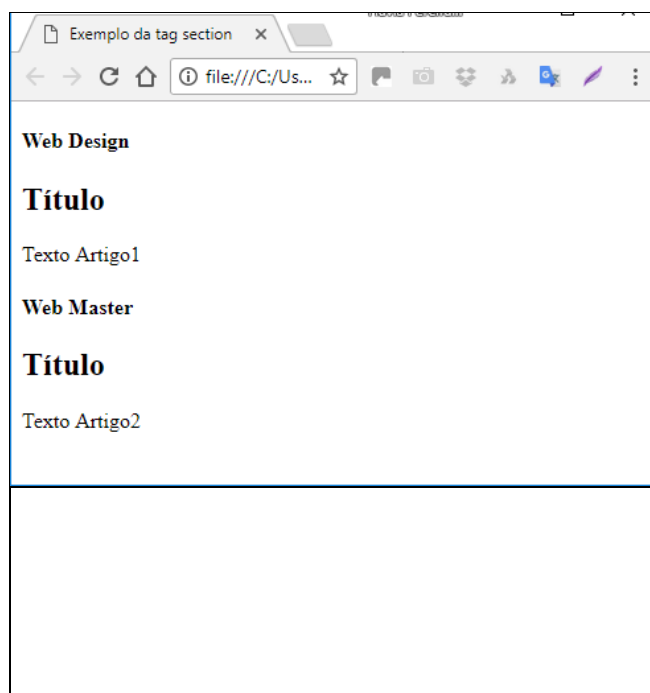 Exemplo da tag section
file:///C:/Us...
Web Design
Título
Texto Artigo1
Web Master
Título
Texto Artigo2